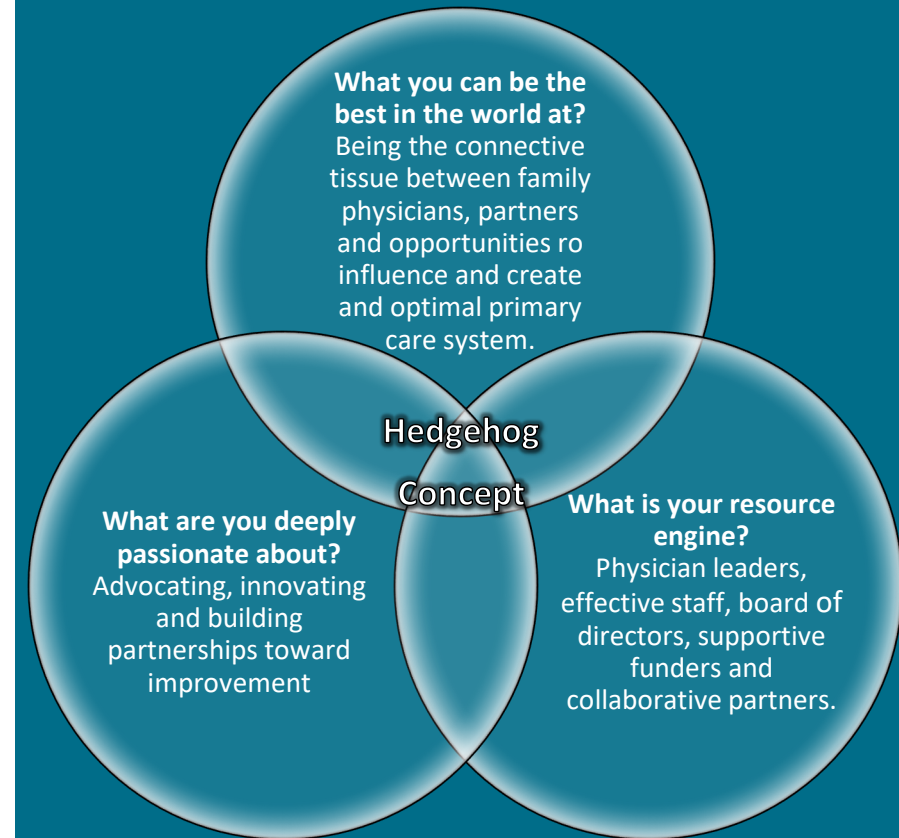 What you can be the
best in the world at?
Being the connective
tissue between family
physicians, partners
and opportunities ro
influence and create
and optimal primary
care system.
Hedgehog
Concept
What are you deeply
passionate about?
Advocating, innovating
and building
partnerships toward
improvement
What is your resource
engine?
Physician leaders,
effective staff, board of
directors, supportive
funders and
collaborative partners.